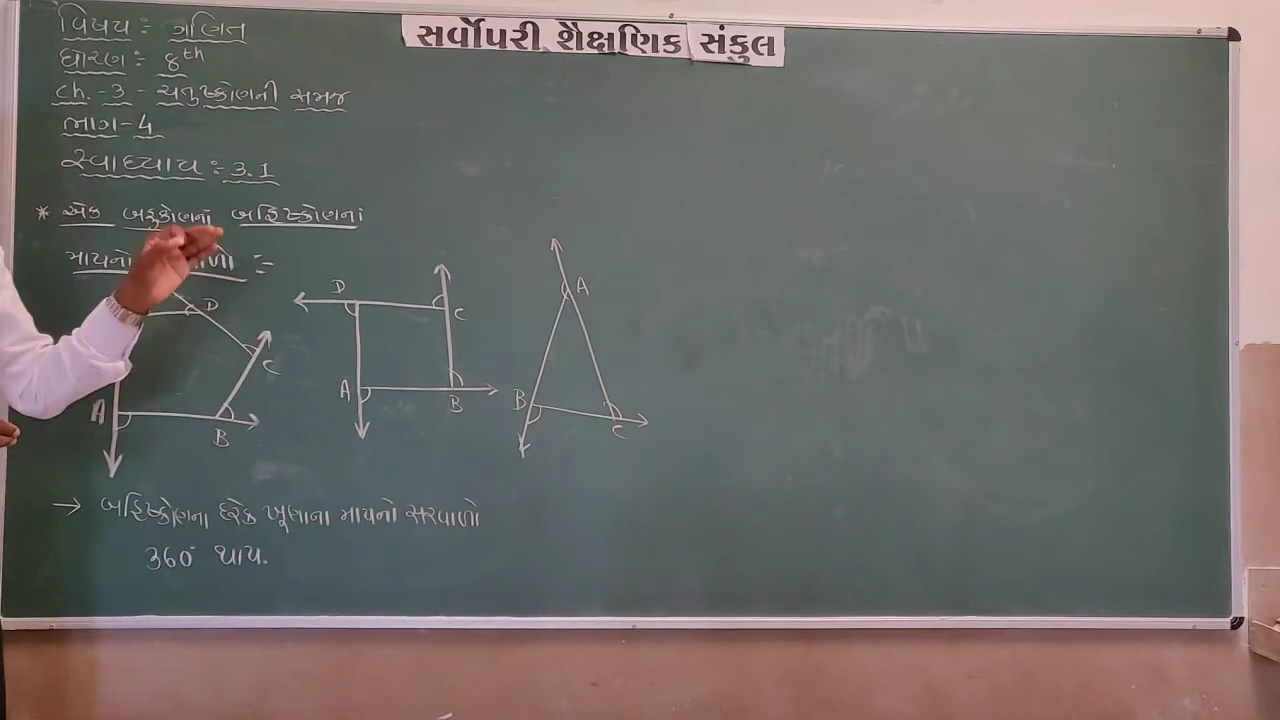 સર્વોપરી શૈક્ષણિક સંકુલ
વિષય : ગણિત
ધોરણ : 8th
Ch. - 3 - ચતુષ્કોણની સમજ
ભાગ - 4
સ્વાધ્યાય : 3.1
* એક બહુકોણનાં બહિષ્કોણનાં
માપનો :-
D
C
A
B
D
C
A
B
A
B
C
→ બહિષ્કોણના દરેક ખૂણાના માપનો સરવાળો
360° થાય.